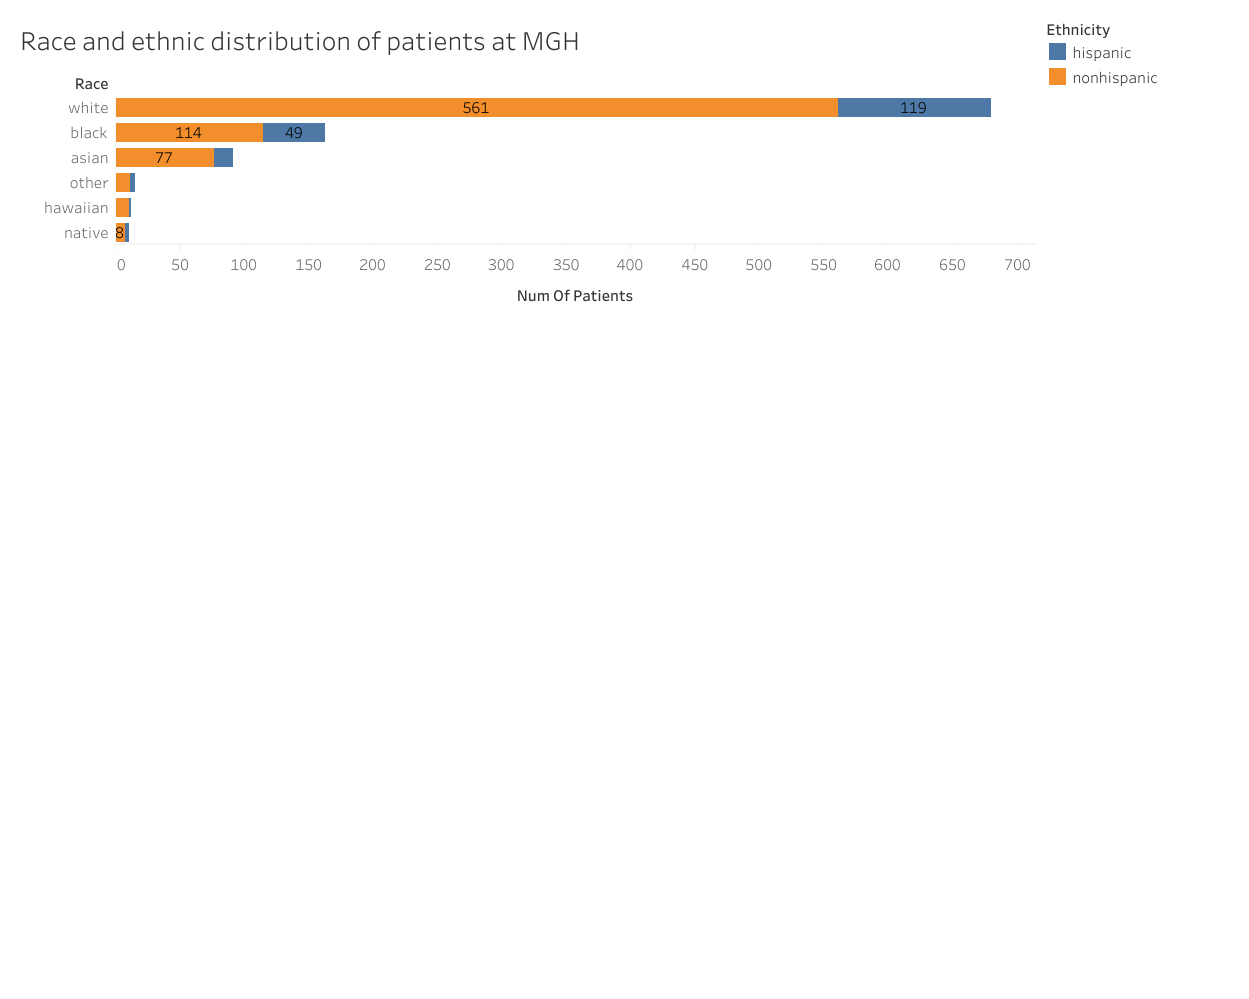 Race and ethnic distribution of patients at MGH
Ethnicity
hispanic
nonhispanic
Race
white 561 119
black 114 49
asian 77
other
hawaiian
native 8
0 50 100 150 200 250 300 350 400 450 500 550 600 650 700
Num Of Patients